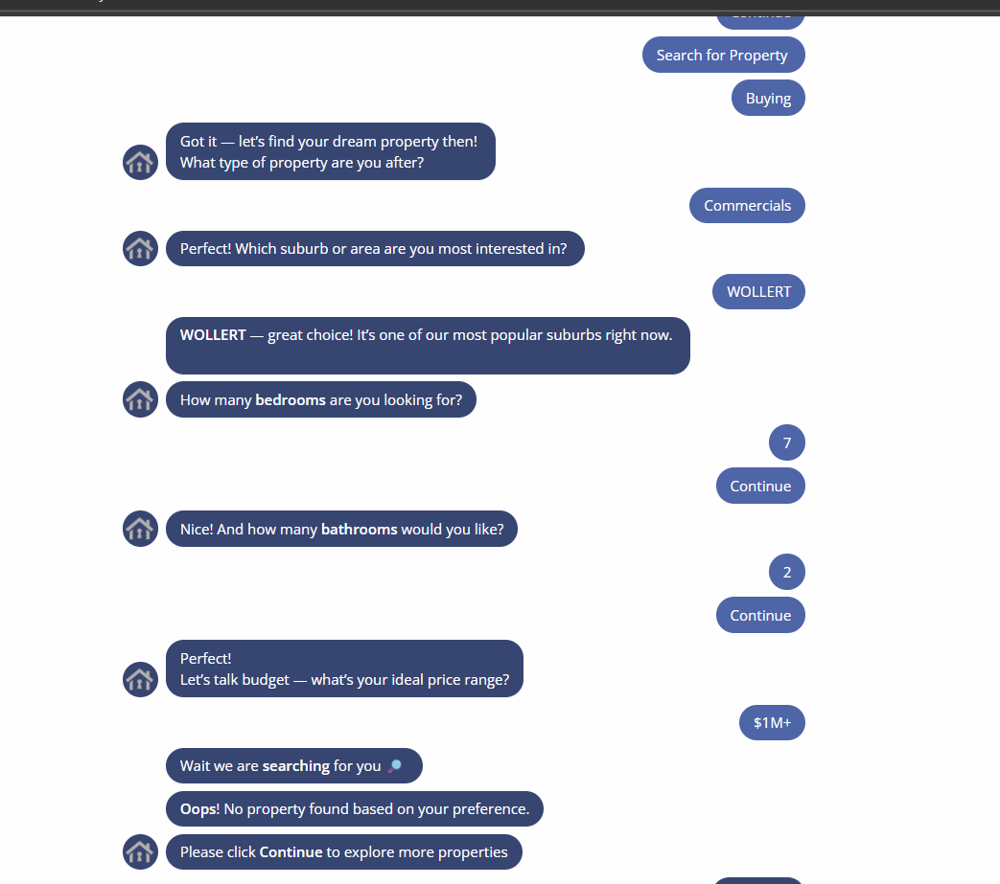 Search for Property
Buying
Got it — let's find your dream property then!
What type of property are you after?
Commercials
Perfect! Which suburb or area are you most interested in?
WOLLERT
WOLLERT — great choice! It's one of our most popular suburbs right now.
How many bedrooms are you looking for?
7
Continue
Nice! And how many bathrooms would you like?
2
Continue
Perfect!
Let's talk budget — what's your ideal price range?
$1M+
Wait we are searching for you 🔎
Oops! No property found based on your preference.
Please click Continue to explore more properties